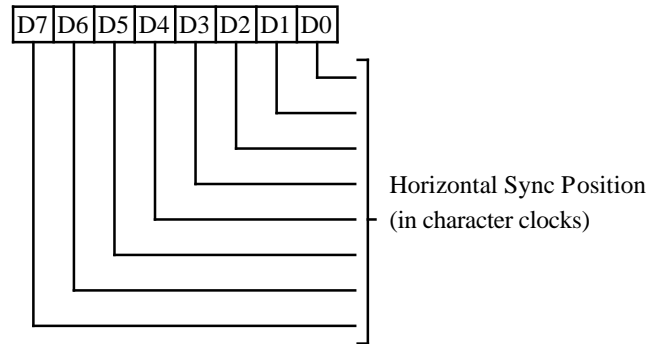 D7 D6 D5 D4 D3 D2 D1 D0
Horizontal Sync Position
(in character clocks)